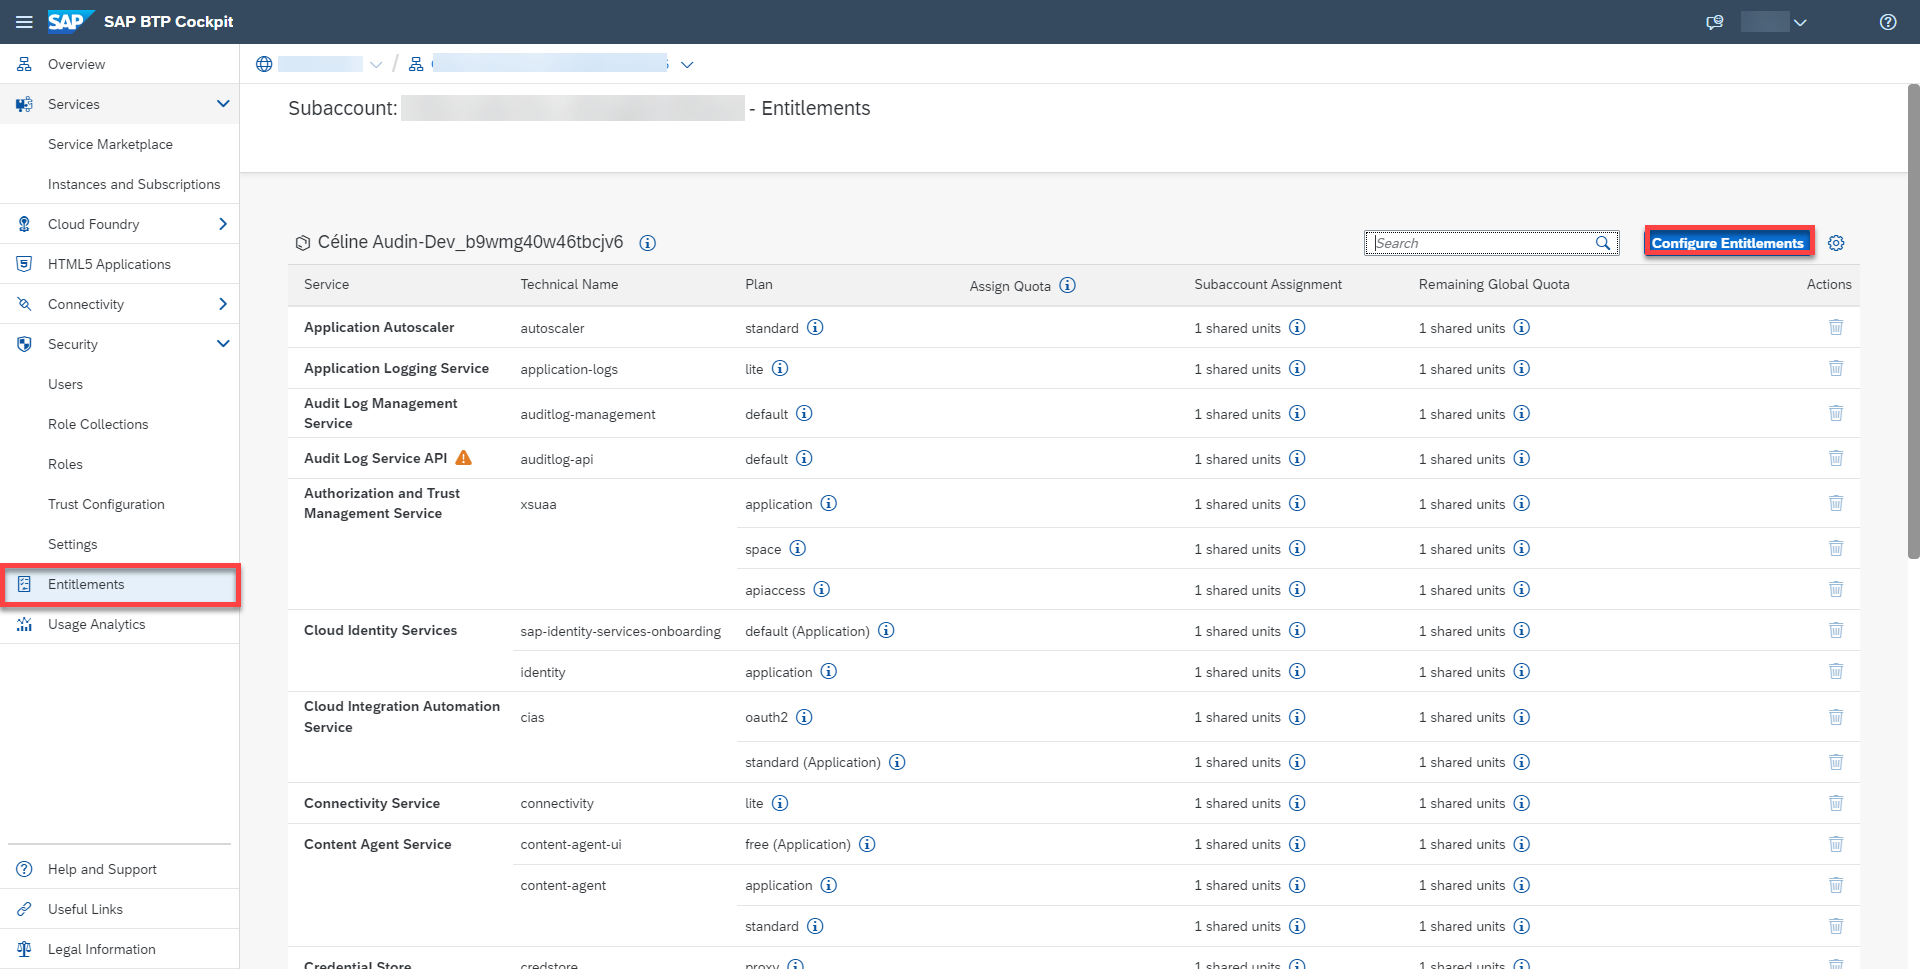 SAP SAP BTP Cockpit
Overview
Services
Service Marketplace
Instances and Subscriptions
Cloud Foundry
HTML5 Applications
Connectivity
Security
Users
Role Collections
Roles
Trust Configuration
Settings
Entitlements
Usage Analytics
Help and Support
Useful Links
Legal Information
/
Subaccount: - Entitlements
Céline Audin-Dev_b9wmg40w46tbcjv6
Search
Configure Entitlements
Service Technical Name Plan Assign Quota Subaccount Assignment Remaining Global Quota Actions
Application Autoscaler autoscaler standard 1 shared units 1 shared units
Application Logging Service application-logs lite 1 shared units 1 shared units
Audit Log Management
Service auditlog-management default 1 shared units 1 shared units
Audit Log Service API auditlog-api default 1 shared units 1 shared units
Authorization and Trust
Management Service xsuaa application 1 shared units 1 shared units
space 1 shared units 1 shared units
apiaccess 1 shared units 1 shared units
Cloud Identity Services sap-identity-services-onboarding default (Application) 1 shared units 1 shared units
identity application 1 shared units 1 shared units
Cloud Integration Automation
Service cias oauth2 1 shared units 1 shared units
standard (Application) 1 shared units 1 shared units
Connectivity Service connectivity lite 1 shared units 1 shared units
Content Agent Service content-agent-ui free (Application) 1 shared units 1 shared units
content-agent application 1 shared units 1 shared units
standard 1 shared units 1 shared units
Credential Store credstore proxy 1 shared units 1 shared units